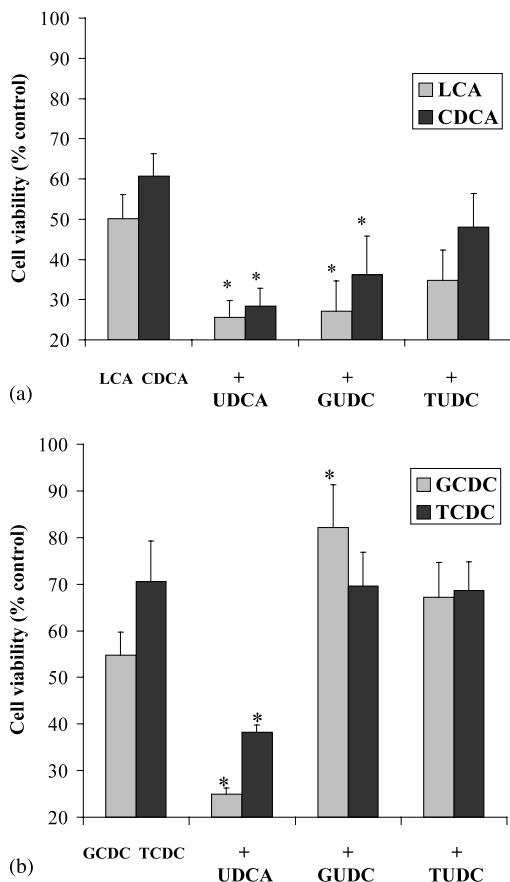 100
90
80
70
60
50
40
30
20
Cell viability (% control)
LCA
CDCA
*
*
*
*
LCA CDCA
+
UDCA
+
GUDC
+
TUDC
(a)
100
90
80
70
60
50
40
30
20
Cell viability (% control)
GCDC
TCDC
*
*
*
GCDC TCDC
+
UDCA
+
GUDC
+
TUDC
(b)